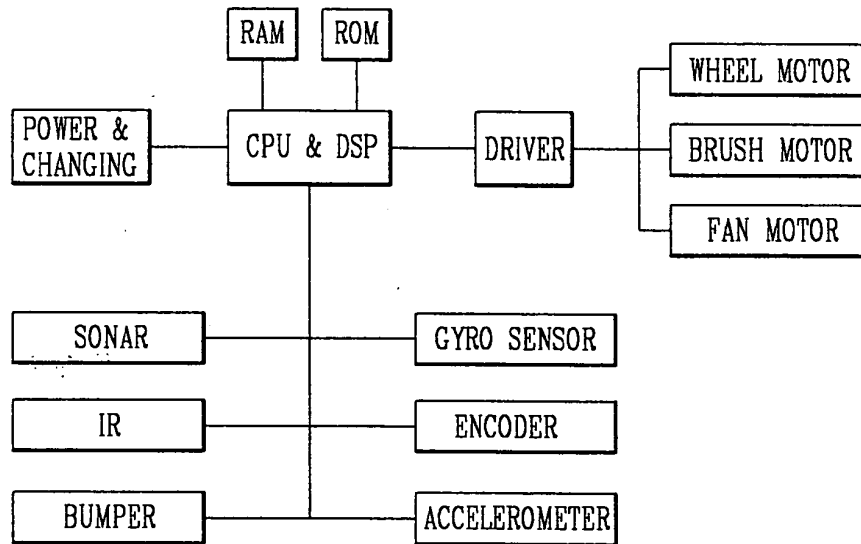 RAM
ROM
WHEEL MOTOR
POWER &
CHANGING
CPU & DSP
DRIVER
BRUSH MOTOR
FAN MOTOR
SONAR
GYRO SENSOR
IR
ENCODER
BUMPER
ACCELEROMETER